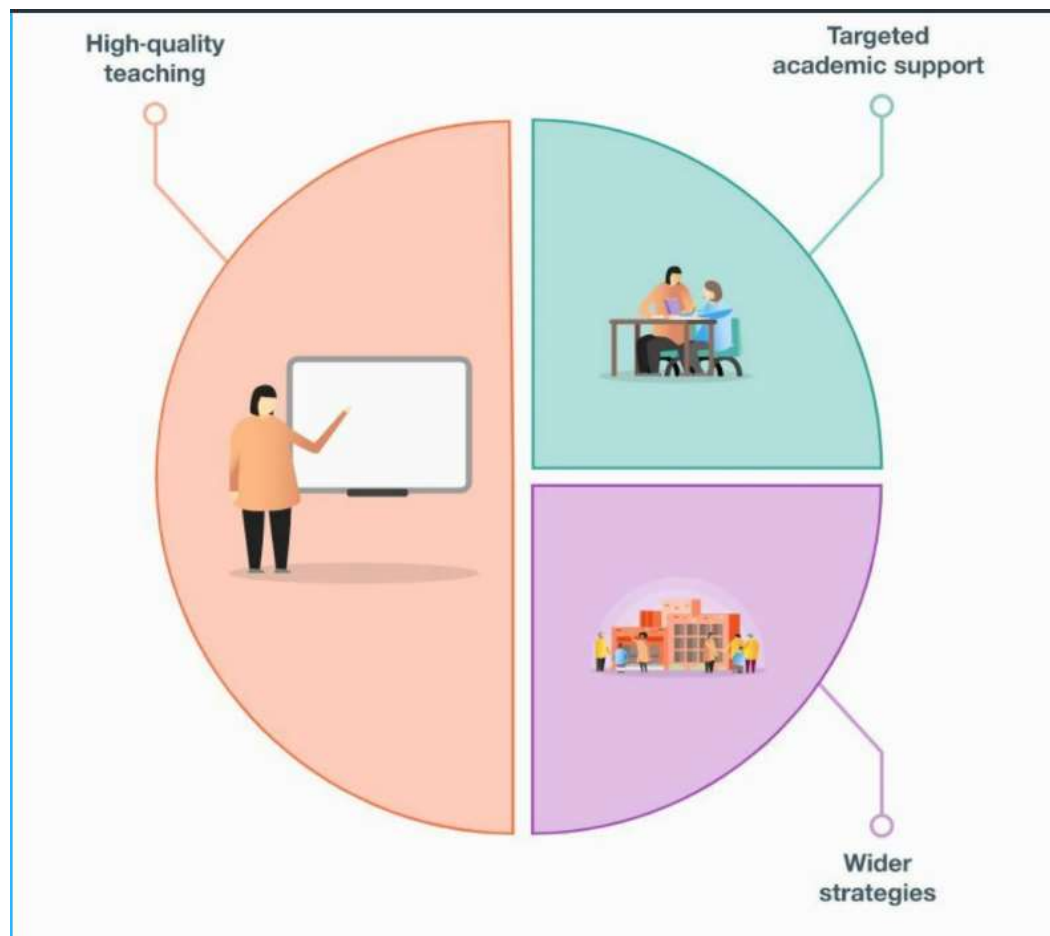 High-quality
teaching
Targeted
academic support
Wider
strategies